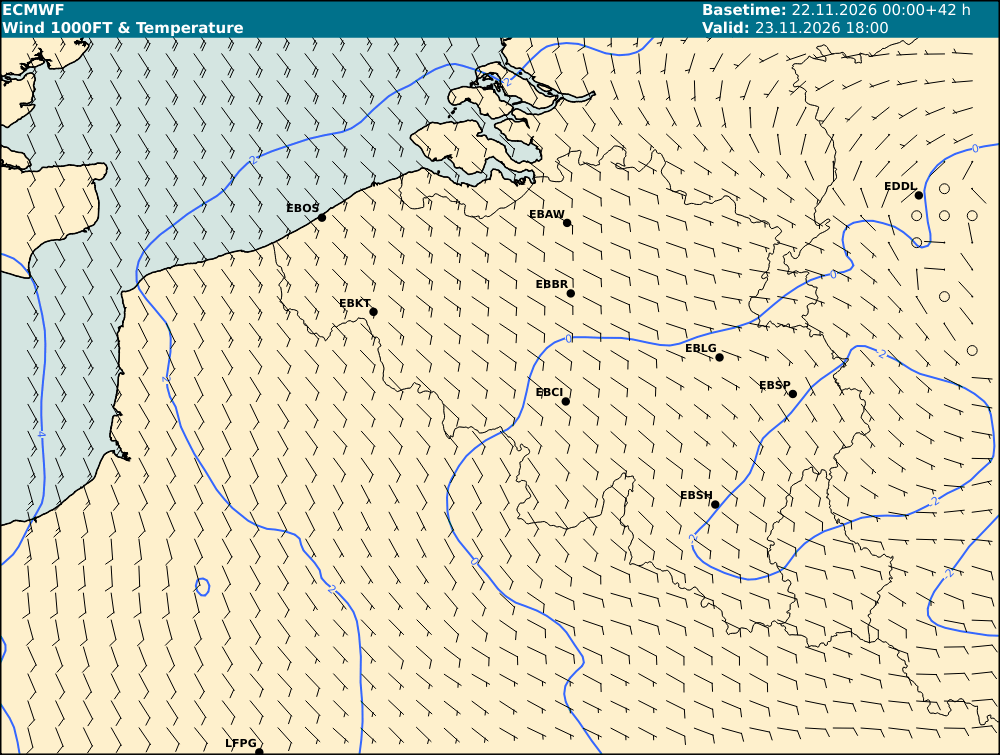 ECMWF
Basetime: 22.11.2026 00:00+42 h
Wind 1000FT & Temperature
Valid: 23.11.2026 18:00
2
2
0
EDDL
EBOS
EBAW
0
EBBR
EBKT
0
EBLG
-2
2
EBSP
EBCI
4
EBSH
-2
-2
0
-2
2
LFPG